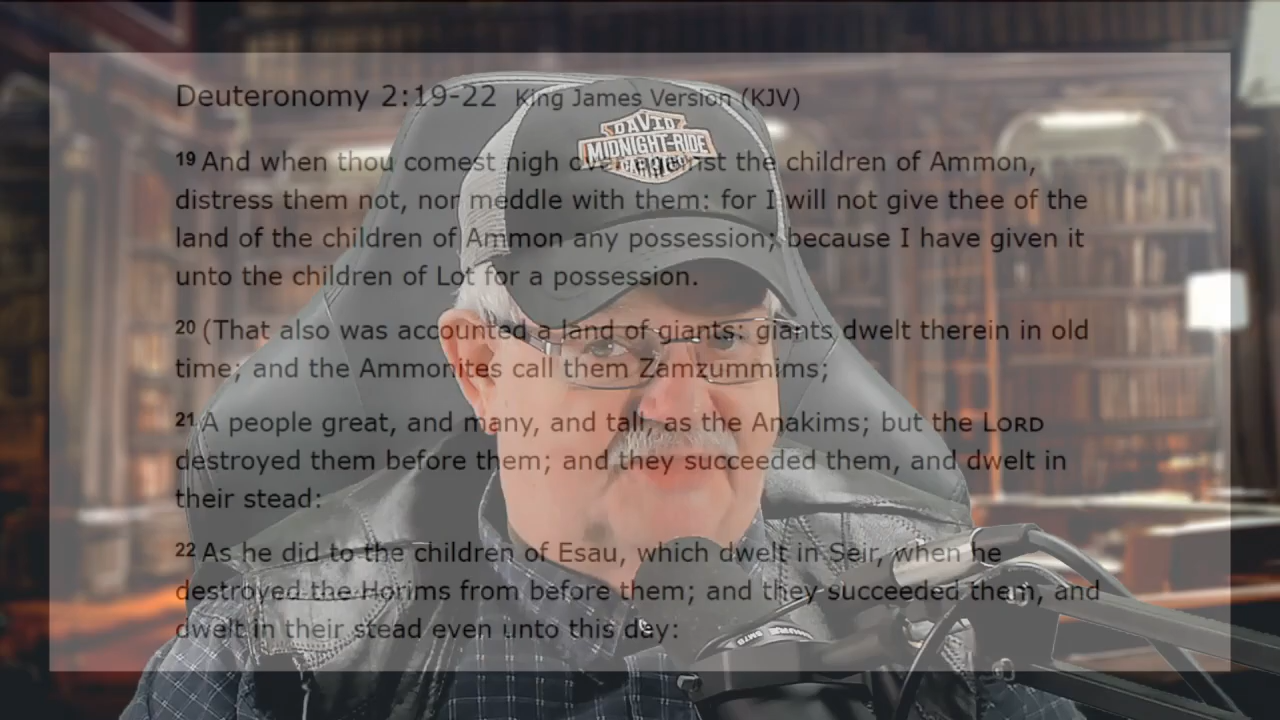 Deuteronomy 2:19-22 King James Version (KJV)
DAVID
MIDNIGHT-RIDE
19 And when thou comest nigh the children of Ammon,
distress them not, nor meddle with them: for I will not give thee of the
land of the children of Ammon any possession; because I have given it
unto the children of Lot for a possession.
20 (That also was accounted a land of giants: giants dwelt therein in old
time; and the Ammonites call them Zamzummims;
21 A people great, and many, and tall, as the Anakims; but the LORD
destroyed them before them; and they succeeded them, and dwelt in
their stead:
22 As he did to the children of Esau, which dwelt in Seir, when he
destroyed the Horims from before them; and they succeeded them, and
dwelt in their stead even unto this day: